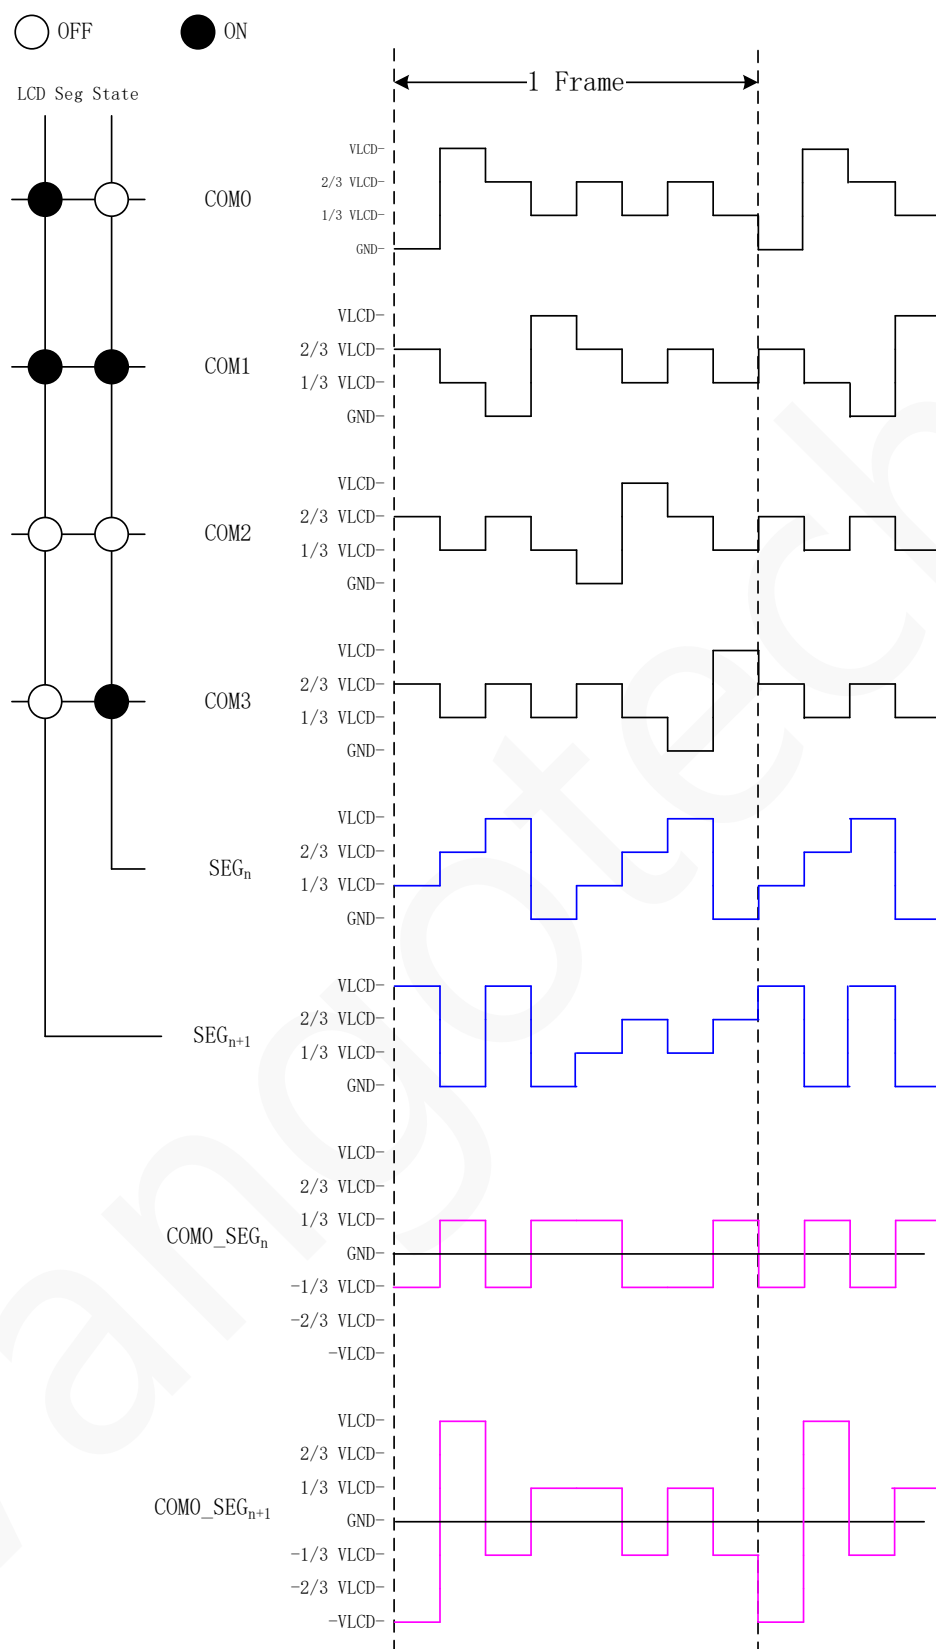 OFF
ON
LCD Seg State
1 Frame
VLCD
2/3 VLCD
1/3 VLCD
GND
COM0
VLCD
2/3 VLCD
1/3 VLCD
GND
COM1
VLCD
2/3 VLCD
1/3 VLCD
GND
COM2
VLCD
2/3 VLCD
1/3 VLCD
GND
COM3
VLCD
2/3 VLCD
1/3 VLCD
GND
SEGn
VLCD
2/3 VLCD
1/3 VLCD
GND
SEGn+1
VLCD
2/3 VLCD
1/3 VLCD
GND
-1/3 VLCD
-2/3 VLCD
-VLCD
COM0_SEGn
VLCD
2/3 VLCD
1/3 VLCD
GND
-1/3 VLCD
-2/3 VLCD
-VLCD
COM0_SEGn+1